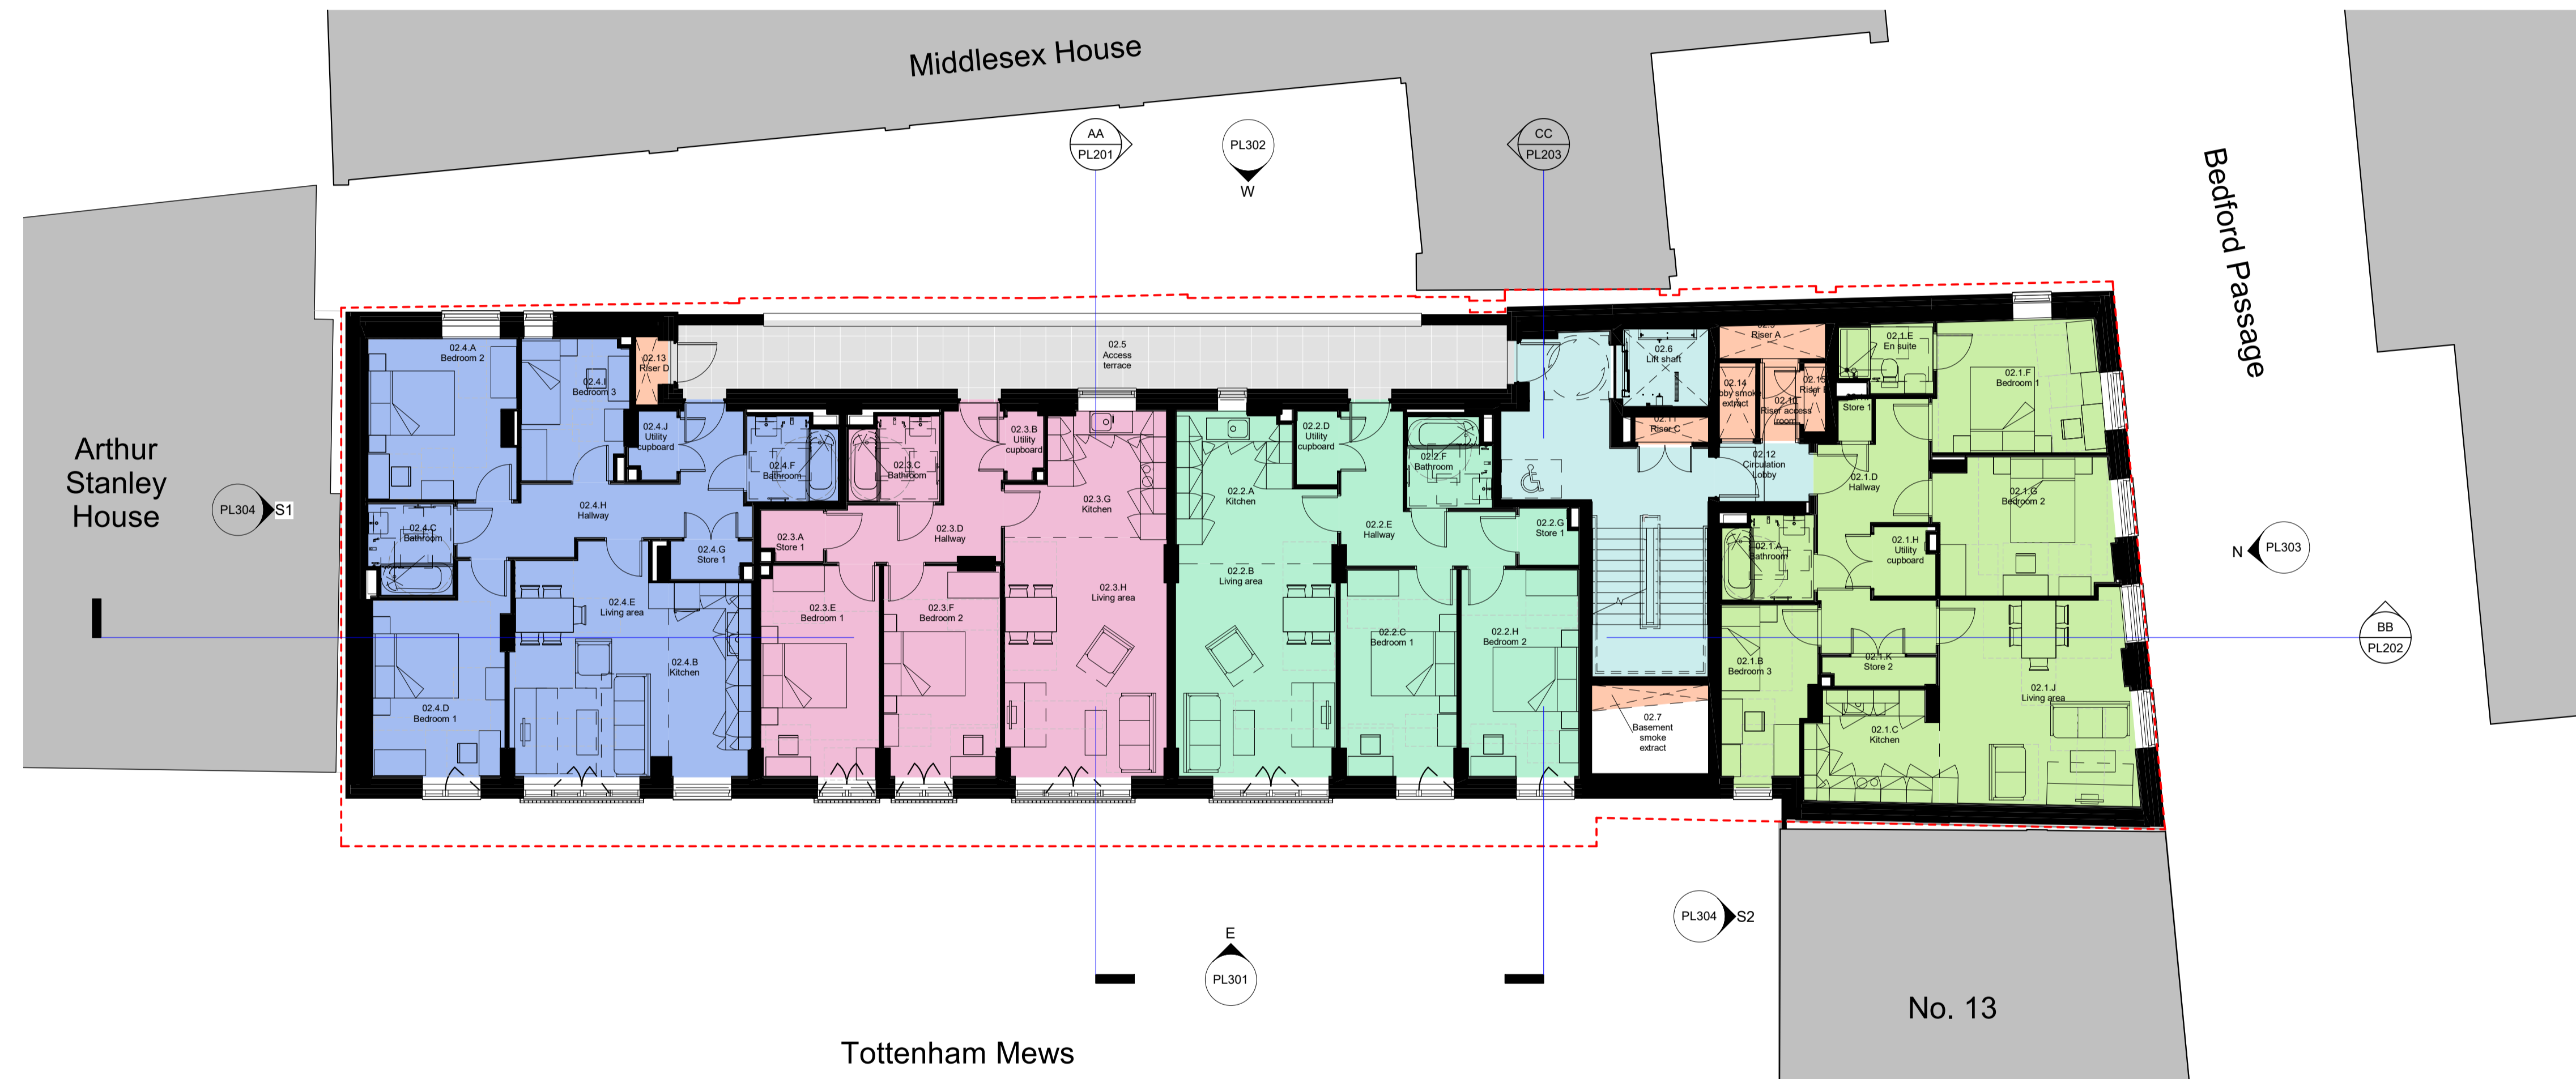 Middlesex House
Bedford Passage
Arthur
Stanley
House
AA
PL201
PL302
W
CC
PL203
PL304
S1
N
PL303
BB
PL202
PL304
S2
E
PL301
No. 13
Tottenham Mews
02.4.A
Bedroom 2
02.4.I
Bedroom 3
02.13
Riser D
02.4.J
Utility
cupboard
02.4.F
Bathroom
02.4.H
Hallway
02.4.C
Bathroom
02.4.G
Store 1
02.4.E
Living area
02.4.B
Kitchen
02.4.D
Bedroom 1
02.5
Access
terrace
02.3.C
Bathroom
02.3.B
Utility
cupboard
02.3.G
Kitchen
02.3.A
Store 1
02.3.D
Hallway
02.3.E
Bedroom 1
02.3.F
Bedroom 2
02.3.H
Living area
02.2.A
Kitchen
02.2.D
Utility
cupboard
02.2.F
Bathroom
02.2.E
Hallway
02.2.G
Store 1
02.2.B
Living area
02.2.C
Bedroom 1
02.2.H
Bedroom 2
02.6
Lift shaft
Riser A
02.14
extract
02.10
Riser access
room
02.11
Riser C
02.12
Circulation
Lobby
02.7
Basement
smoke
extract
02.1.E
En suite
02.1.F
Bedroom 1
Store 1
02.1.D
Hallway
02.1.G
Bedroom 2
02.1.A
Bathroom
02.1.H
Utility
cupboard
02.1.B
Bedroom 3
02.1.K
Store 2
02.1.J
Living area
02.1.C
Kitchen